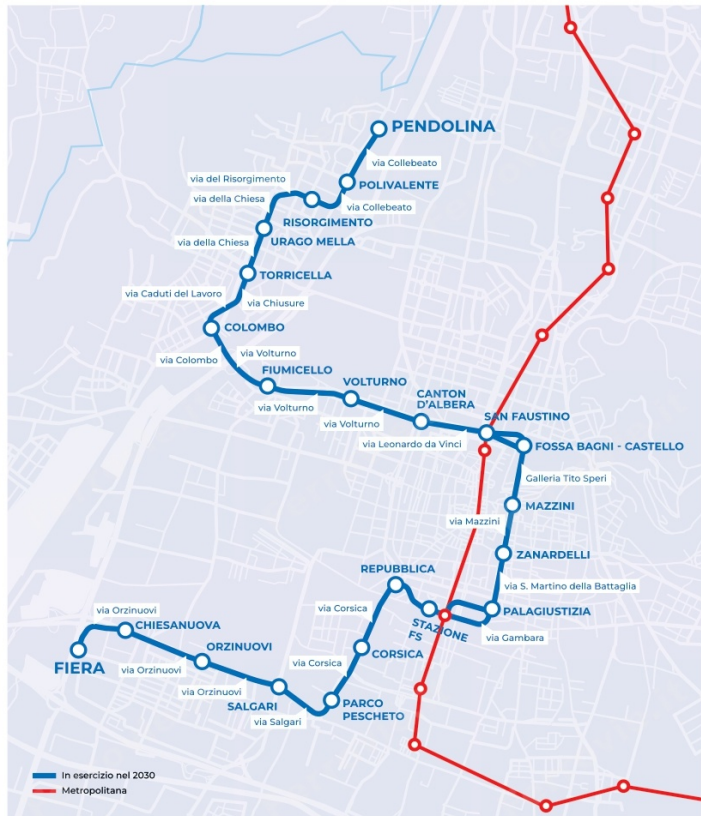 PENDOLINA
via Collebeato
via del Risorgimento
POLIVALENTE
via della Chiesa
via Collebeato
RISORGIMENTO
URAGO MELLA
via della Chiesa
TORRICELLA
via Caduti del Lavoro
via Chiusure
COLOMBO
via Volturno
via Colombo
FIUMICELLO
VOLTURNO
via Volturno
CANTON
D'ALBERA
via Volturno
SAN FAUSTINO
via Leonardo da Vinci
FOSSA BAGNI - CASTELLO
Galleria Tito Speri
MAZZINI
via Mazzini
ZANARDELLI
REPUBBLICA
via S. Martino della Battaglia
via Corsica
PALAGIUSTIZIA
via Orzinuovi
STAZIONE
FS
CHIESANUOVA
via Gambara
ORZINUOVI
CORSICA
FIERA
via Corsica
via Orzinuovi
via Orzinuovi
SALGARI
PARCO
PESCHETO
via Salgari
In esercizio nel 2030
Metropolitana